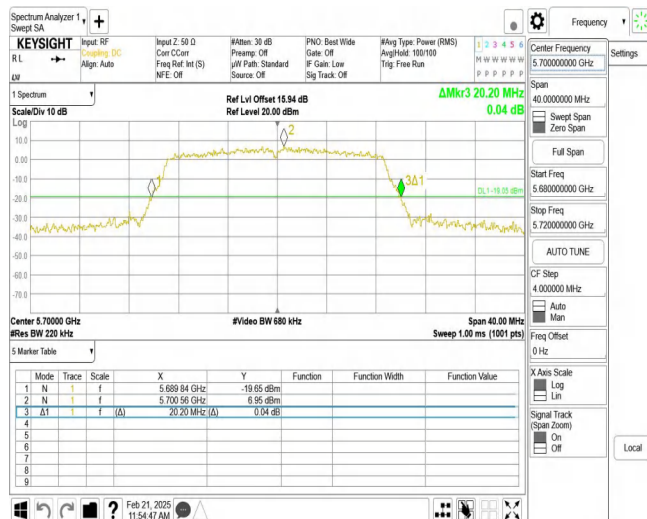 Spectrum Analyzer 1
Swept SA
+
Frequency
KEYSIGHT
RL
Input: RF
Coupling: DC
Align: Auto
Input Z: 50 Ω
Corr CCorr
Freq Ref: Int (S)
NFE: Off
#Atten: 30 dB
Preamp: Off
µW Path: Standard
Source: Off
PNO: Best Wide
Gate: Off
IF Gain: Low
Sig Track: Off
#Avg Type: Power (RMS)
Avg|Hold: 100/100
Trig: Free Run
1 2 3 4 5 6
M W W W W W
P P P P P P
1 Spectrum
Scale/Div 10 dB
Ref Lvl Offset 15.94 dB
Ref Level 20.00 dBm
ΔMkr3 20.20 MHz
0.04 dB
Log
10.0
0.00
-10.0
-20.0
-30.0
-40.0
-50.0
-60.0
-70.0
1
2
3Δ1
DL1 -19.05 dBm
Center 5.70000 GHz
#Res BW 220 kHz
#Video BW 680 kHz
Span 40.00 MHz
Sweep 1.00 ms (1001 pts)
5 Marker Table
Mode Trace Scale X Y Function Function Width Function Value
1 N 1 f 5.689 84 GHz -19.65 dBm
2 N 1 f 5.700 56 GHz 6.95 dBm
3 Δ1 1 f (Δ) 20.20 MHz (Δ) 0.04 dB
4
5
6
7
8
9
Feb 21, 2025
11:54:47 AM
?
Center Frequency
5.700000000 GHz
Settings
Span
40.0000000 MHz
Swept Span
Zero Span
Full Span
Start Freq
5.680000000 GHz
Stop Freq
5.720000000 GHz
AUTO TUNE
CF Step
4.000000 MHz
Auto
Man
Freq Offset
0 Hz
X Axis Scale
Log
Lin
Signal Track
(Span Zoom)
On
Off
Local